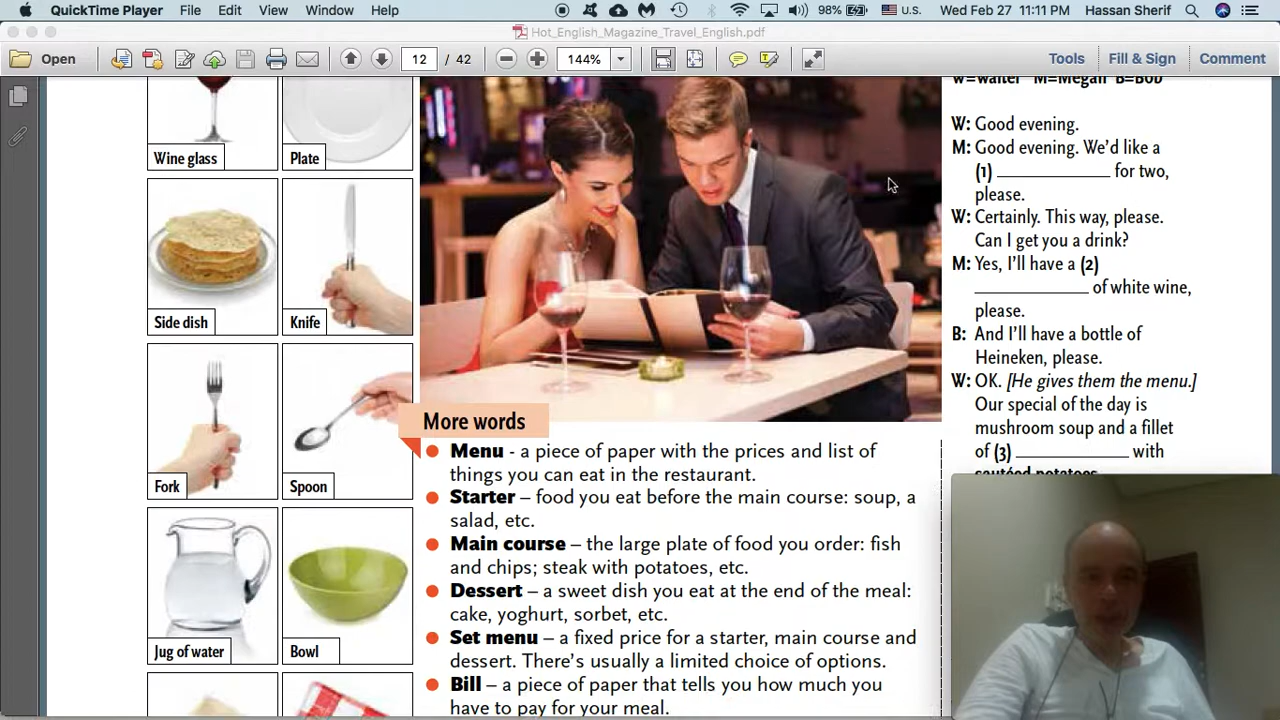 QuickTime Player File Edit View Window Help 98% U.S. Wed Feb 27 11:11 PM Hassan Sherif
Hot_English_Magazine_Travel_English.pdf
Open 12 / 42 144% Tools Fill & Sign Comment
Wine glass
Plate
Side dish
Knife
Fork
Spoon
Jug of water
Bowl
More words
Menu - a piece of paper with the prices and list of
things you can eat in the restaurant.
Starter – food you eat before the main course: soup, a
salad, etc.
Main course – the large plate of food you order: fish
and chips; steak with potatoes, etc.
Dessert – a sweet dish you eat at the end of the meal:
cake, yoghurt, sorbet, etc.
Set menu – a fixed price for a starter, main course and
dessert. There's usually a limited choice of options.
Bill – a piece of paper that tells you how much you
have to pay for your meal.
W=Waiter M=Megan B=Bob
W: Good evening.
M: Good evening. We'd like a
(1) ____________ for two,
please.
W: Certainly. This way, please.
Can I get you a drink?
M: Yes, I'll have a (2)
____________ of white wine,
please.
B: And I'll have a bottle of
Heineken, please.
W: OK. [He gives them the menu.]
Our special of the day is
mushroom soup and a fillet
of (3) ____________ with
sautéed potatoes.